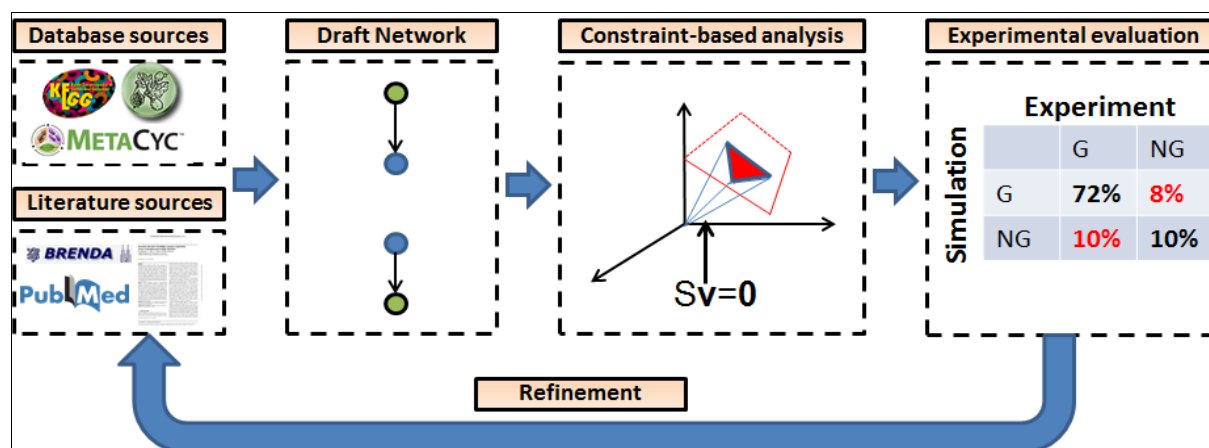 Database sources
KEGG
METACYC™
Literature sources
BRENDA
PubMed
Draft Network
Constraint-based analysis
Sv=0
Experimental evaluation
Experiment
Simulation
G NG
G 72% 8%
NG 10% 10%
Refinement